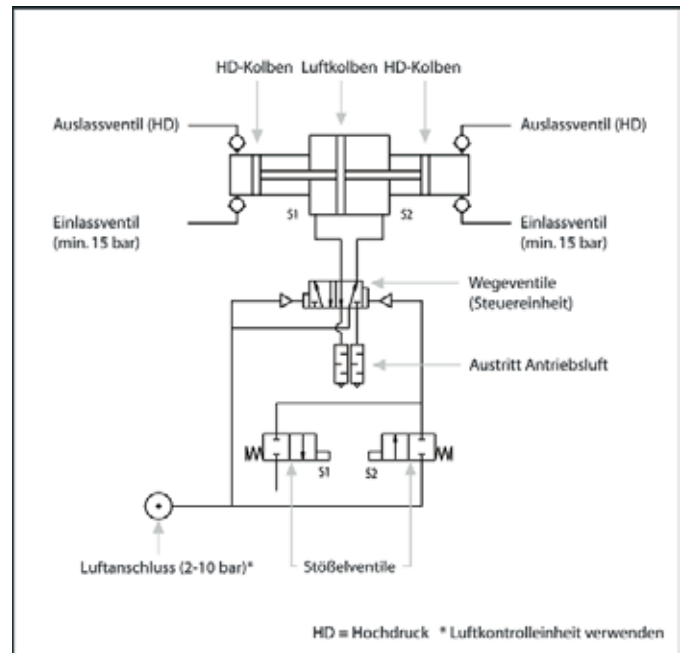 HD-Kolben Luftkolben HD-Kolben
Auslassventil (HD)
Auslassventil (HD)
S1
S2
Einlassventil
(min. 15 bar)
Einlassventil
(min. 15 bar)
Wegeventile
(Steuereinheit)
Austritt Antriebsluft
S1
S2
Luftanschluss (2-10 bar)*
Stößelventile
HD = Hochdruck * Luftkontrolleinheit verwenden